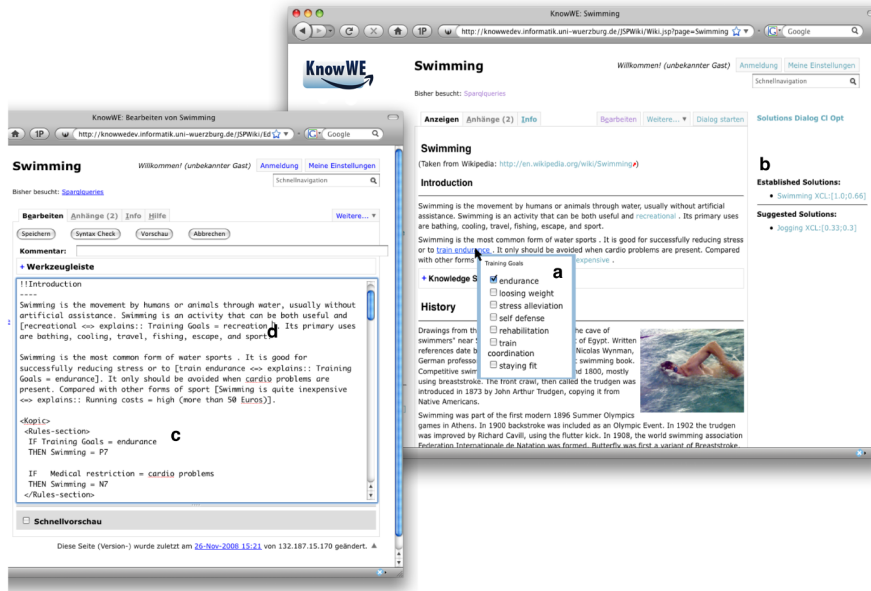 KnowWE: Swimming
http://knowwedev.informatik.uni-wuerzburg.de/JSPWiki/Wiki.jsp?page=Swimming
Google
1P
KnowWE
Swimming
Willkommen! (unbekannter Gast)
Anmeldung
Meine Einstellungen
Schnellnavigation
Bisher besucht: Sparqlqueries
Anzeigen
Anhänge (2)
Info
Bearbeiten
Weitere...
Dialog starten
Solutions Dialog Cl Opt
Swimming
(Taken from Wikipedia: http://en.wikipedia.org/wiki/Swimming)
Introduction
Swimming is the movement by humans or animals through water, usually without artificial
assistance. Swimming is an activity that can be both useful and recreational . Its primary uses
are bathing, cooling, travel, fishing, escape, and sport.
Swimming is the most common form of water sports . It is good for successfully reducing stress
or to train endurance . It only should be avoided when cardio problems are present. Compared
with other forms
expensive .
Training Goals
a
endurance
loosing weight
stress alleviation
self defense
rehabilitation
train
coordination
staying fit
+ Knowledge S
History
Drawings from th
he cave of
swimmers" near S
t of Egypt. Written
references date b
Nicolas Wynman,
German professo
t swimming book.
Competitive swim
nd 1800, mostly
using breaststroke. The front crawl, then called the trudgen was
introduced in 1873 by John Arthur Trudgen, copying it from
Native Americans.
Swimming was part of the first modern 1896 Summer Olympics
games in Athens. In 1900 backstroke was included as an Olympic Event. In 1902 the trudgen
was improved by Richard Cavill, using the flutter kick. In 1908, the world swimming association
Federation Internationale de Natation was formed. Butterfly was first a variant of Breaststroke,
b
Established Solutions:
Swimming XCL:[1.0;0.66]
Suggested Solutions:
Jogging XCL:[0.33;0.3]
KnowWE: Bearbeiten von Swimming
1P
http://knowwedev.informatik.uni-wuerzburg.de/JSPWiki/Ed
Google
Swimming
Willkommen! (unbekannter Gast)
Anmeldung
Meine Einstellungen
Schnellnavigation
Bisher besucht: Sparqlqueries
Bearbeiten
Anhänge (2)
Info
Hilfe
Weitere...
Speichern
Syntax Check
Vorschau
Abbrechen
Kommentar:
+ Werkzeugleiste
!!Introduction
----
Swimming is the movement by humans or animals through water, usually without
artificial assistance. Swimming is an activity that can be both useful and
[recreational <=> explains:: Training Goals = recreation ]. Its primary uses
are bathing, cooling, travel, fishing, escape, and sport.
d
Swimming is the most common form of water sports . It is good for
successfully reducing stress or to [train endurance <=> explains:: Training
Goals = endurance]. It only should be avoided when cardio problems are
present. Compared with other forms of sport [Swimming is quite inexpensive
<=> explains:: Running costs = high (more than 50 Euros)].
<Kopic>
<Rules-section>
IF Training Goals = endurance
THEN Swimming = P7
c
IF Medical restriction = cardio problems
THEN Swimming = N7
</Rules-section>
Schnellvorschau
Diese Seite (Version-) wurde zuletzt am 26-Nov-2008 15:21 von 132.187.15.170 geändert.